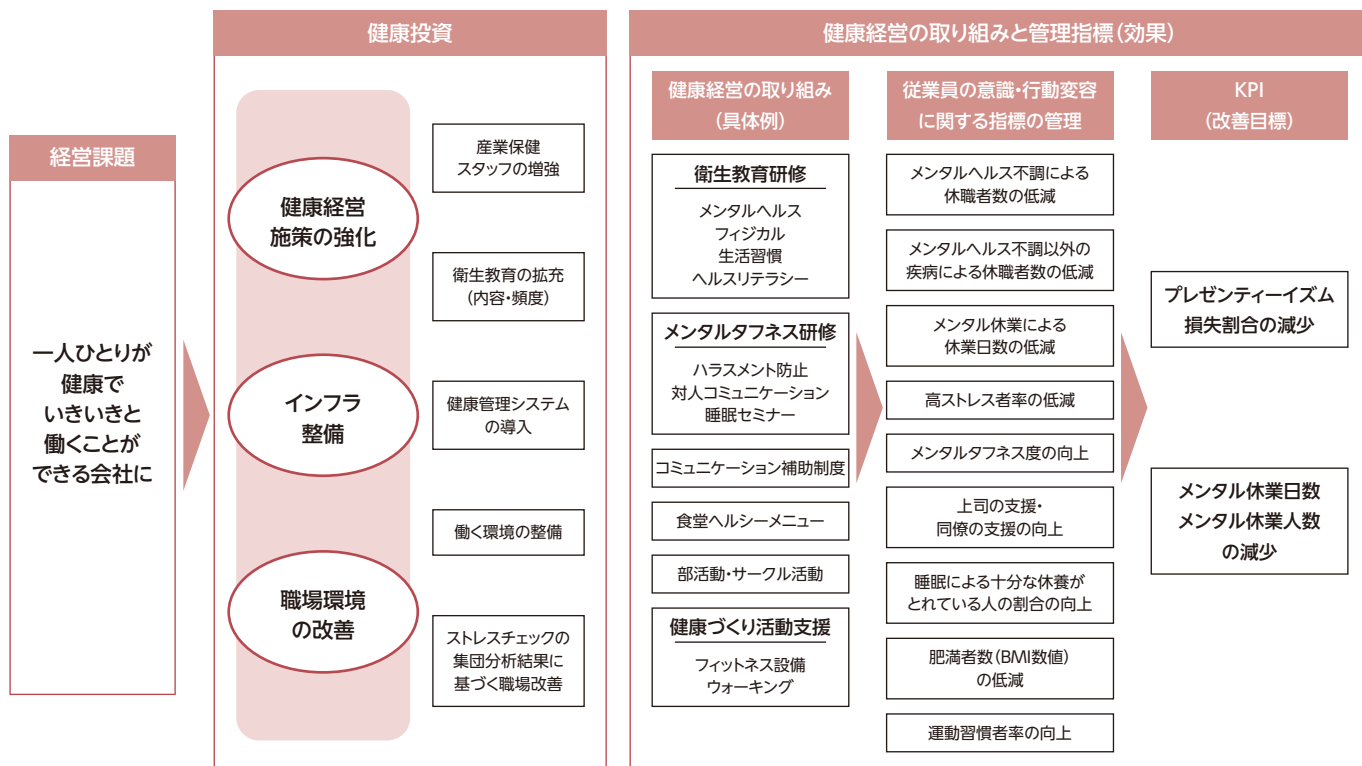 経営課題
一人ひとりが
健康で
いきいきと
働くことが
できる会社に
健康投資
健康経営
施策の強化
インフラ
整備
職場環境
の改善
産業保健
スタッフの増強
衛生教育の拡充
（内容・頻度）
健康管理システム
の導入
働く環境の整備
ストレスチェックの
集団分析結果に
基づく職場改善
健康経営の取り組みと管理指標（効果）
健康経営の取り組み
（具体例）
衛生教育研修
メンタルヘルス
フィジカル
生活習慣
ヘルスリテラシー
メンタルタフネス研修
ハラスメント防止
対人コミュニケーション
睡眠セミナー
コミュニケーション補助制度
食堂ヘルシーメニュー
部活動・サークル活動
健康づくり活動支援
フィットネス設備
ウォーキング
従業員の意識・行動変容
に関する指標の管理
メンタルヘルス不調による
休職者数の低減
メンタルヘルス不調以外の
疾病による休職者数の低減
メンタル休業による
休業日数の低減
高ストレス者率の低減
メンタルタフネス度の向上
上司の支援・
同僚の支援の向上
睡眠による十分な休養が
とれている人の割合の向上
肥満者数（BMI数値）
の低減
運動習慣者率の向上
KPI
（改善目標）
プレゼンティーイズム
損失割合の減少
メンタル休業日数
メンタル休業人数
の減少